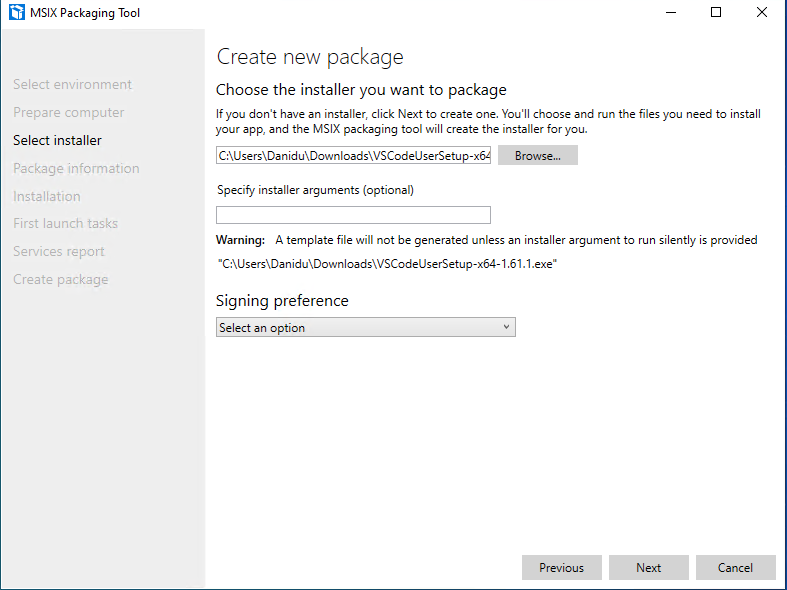 MSIX Packaging Tool
Select environment
Prepare computer
Select installer
Package information
Installation
First launch tasks
Services report
Create package
Create new package
Choose the installer you want to package
If you don't have an installer, click Next to create one. You'll choose and run the files you need to install
your app, and the MSIX packaging tool will create the installer for you.
C:\Users\Danidu\Downloads\VSCodeUserSetup-x64
Browse...
Specify installer arguments (optional)
Warning: A template file will not be generated unless an installer argument to run silently is provided
"C:\Users\Danidu\Downloads\VSCodeUserSetup-x64-1.61.1.exe"
Signing preference
Select an option
Previous Next Cancel